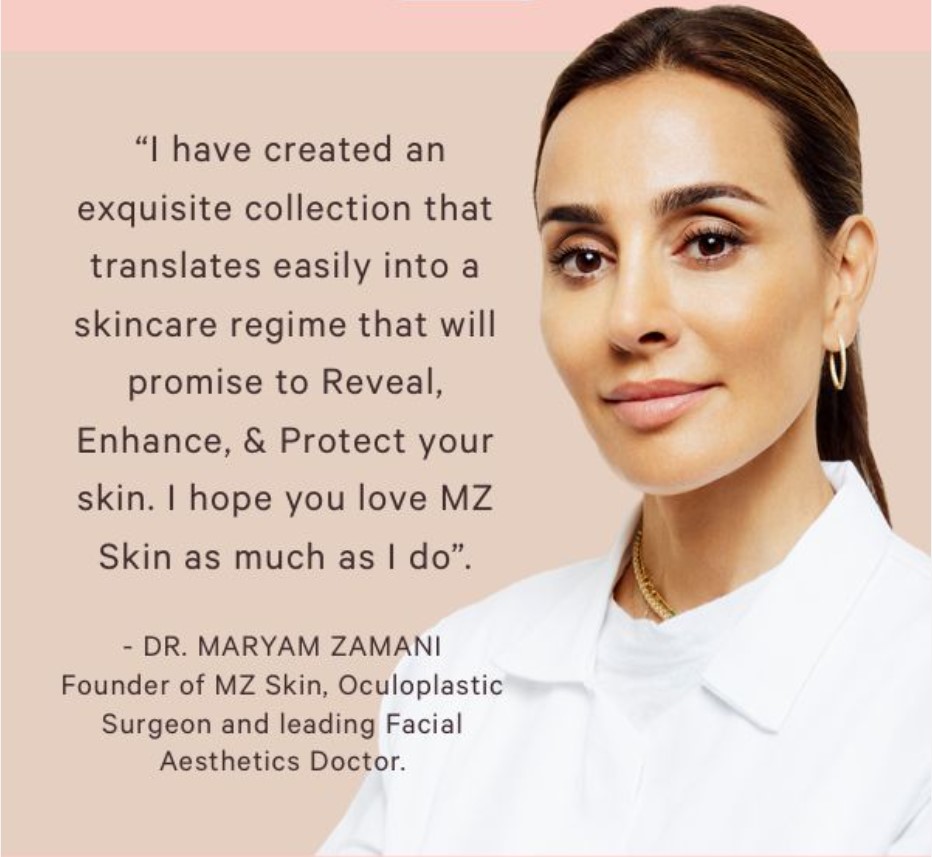 “I have created an
exquisite collection that
translates easily into a
skincare regime that will
promise to Reveal,
Enhance, & Protect your
skin. I hope you love MZ
Skin as much as I do”.
- DR. MARYAM ZAMANI
Founder of MZ Skin, Oculoplastic
Surgeon and leading Facial
Aesthetics Doctor.